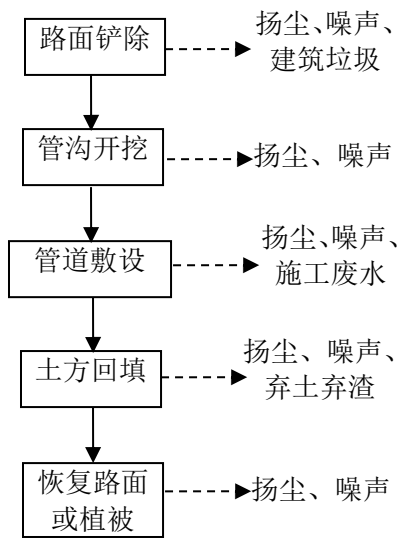 路面铲除
扬尘、噪声、
建筑垃圾
管沟开挖
扬尘、噪声
管道敷设
扬尘、噪声、
施工废水
土方回填
扬尘、噪声、
弃土弃渣
恢复路面
或植被
扬尘、噪声